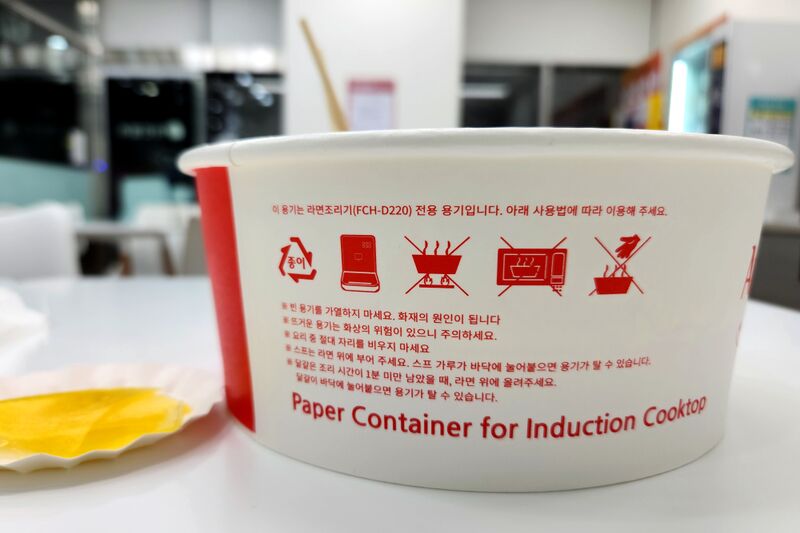 이 용기는 라면조리기(FCH-D220) 전용 용기입니다. 아래 사용법에 따라 이용해 주세요.
종이
※ 빈 용기를 가열하지 마세요. 화재의 원인이 됩니다
※ 뜨거운 용기는 화상의 위험이 있으니 주의하세요.
※ 요리 중 절대 자리를 비우지 마세요
※ 스프는 라면 위에 부어 주세요. 스프 가루가 바닥에 눌어붙으면 용기가 탈 수 있습니다.
※ 달걀은 조리 시간이 1분 미만 남았을 때, 라면 위에 올려주세요.
달걀이 바닥에 눌어붙으면 용기가 탈 수 있습니다.
Paper Container for Induction Cooktop